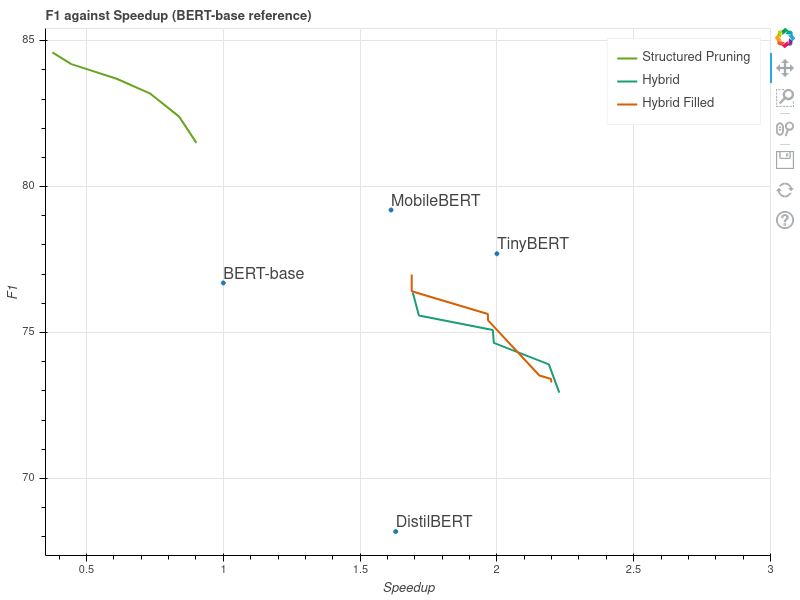 F1 against Speedup (BERT-base reference)
85
80
75
70
F1
Structured Pruning
Hybrid
Hybrid Filled
MobileBERT
TinyBERT
BERT-base
DistilBERT
0.5
1
1.5
2
2.5
3
Speedup